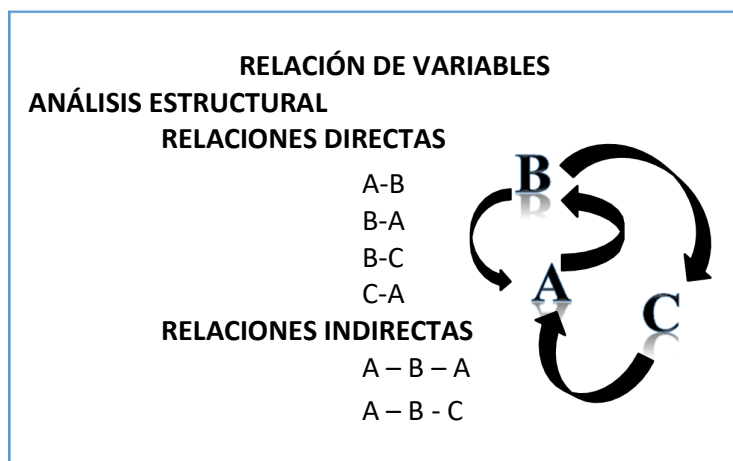 RELACIÓN DE VARIABLES
ANÁLISIS ESTRUCTURAL
RELACIONES DIRECTAS
A-B
B-A
B-C
C-A
RELACIONES INDIRECTAS
A – B – A
A – B - C
B
A
C